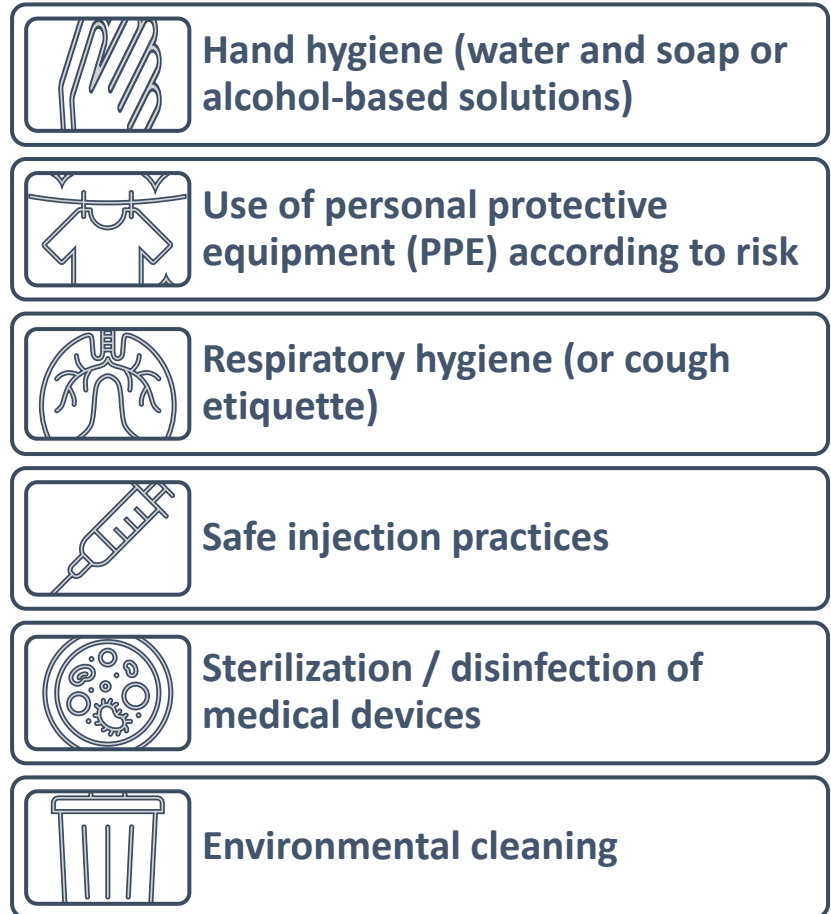 Hand hygiene (water and soap or
alcohol-based solutions)
Use of personal protective
equipment (PPE) according to risk
Respiratory hygiene (or cough
etiquette)
Safe injection practices
Sterilization / disinfection of
medical devices
Environmental cleaning